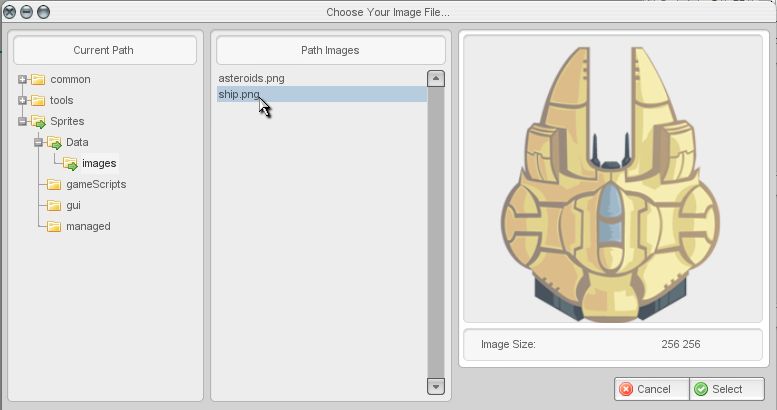 Choose Your Image File...
Current Path
common
tools
Sprites
Data
images
gameScripts
gui
managed
Path Images
asteroids.png
ship.png
Image Size: 256 256
Cancel
Select